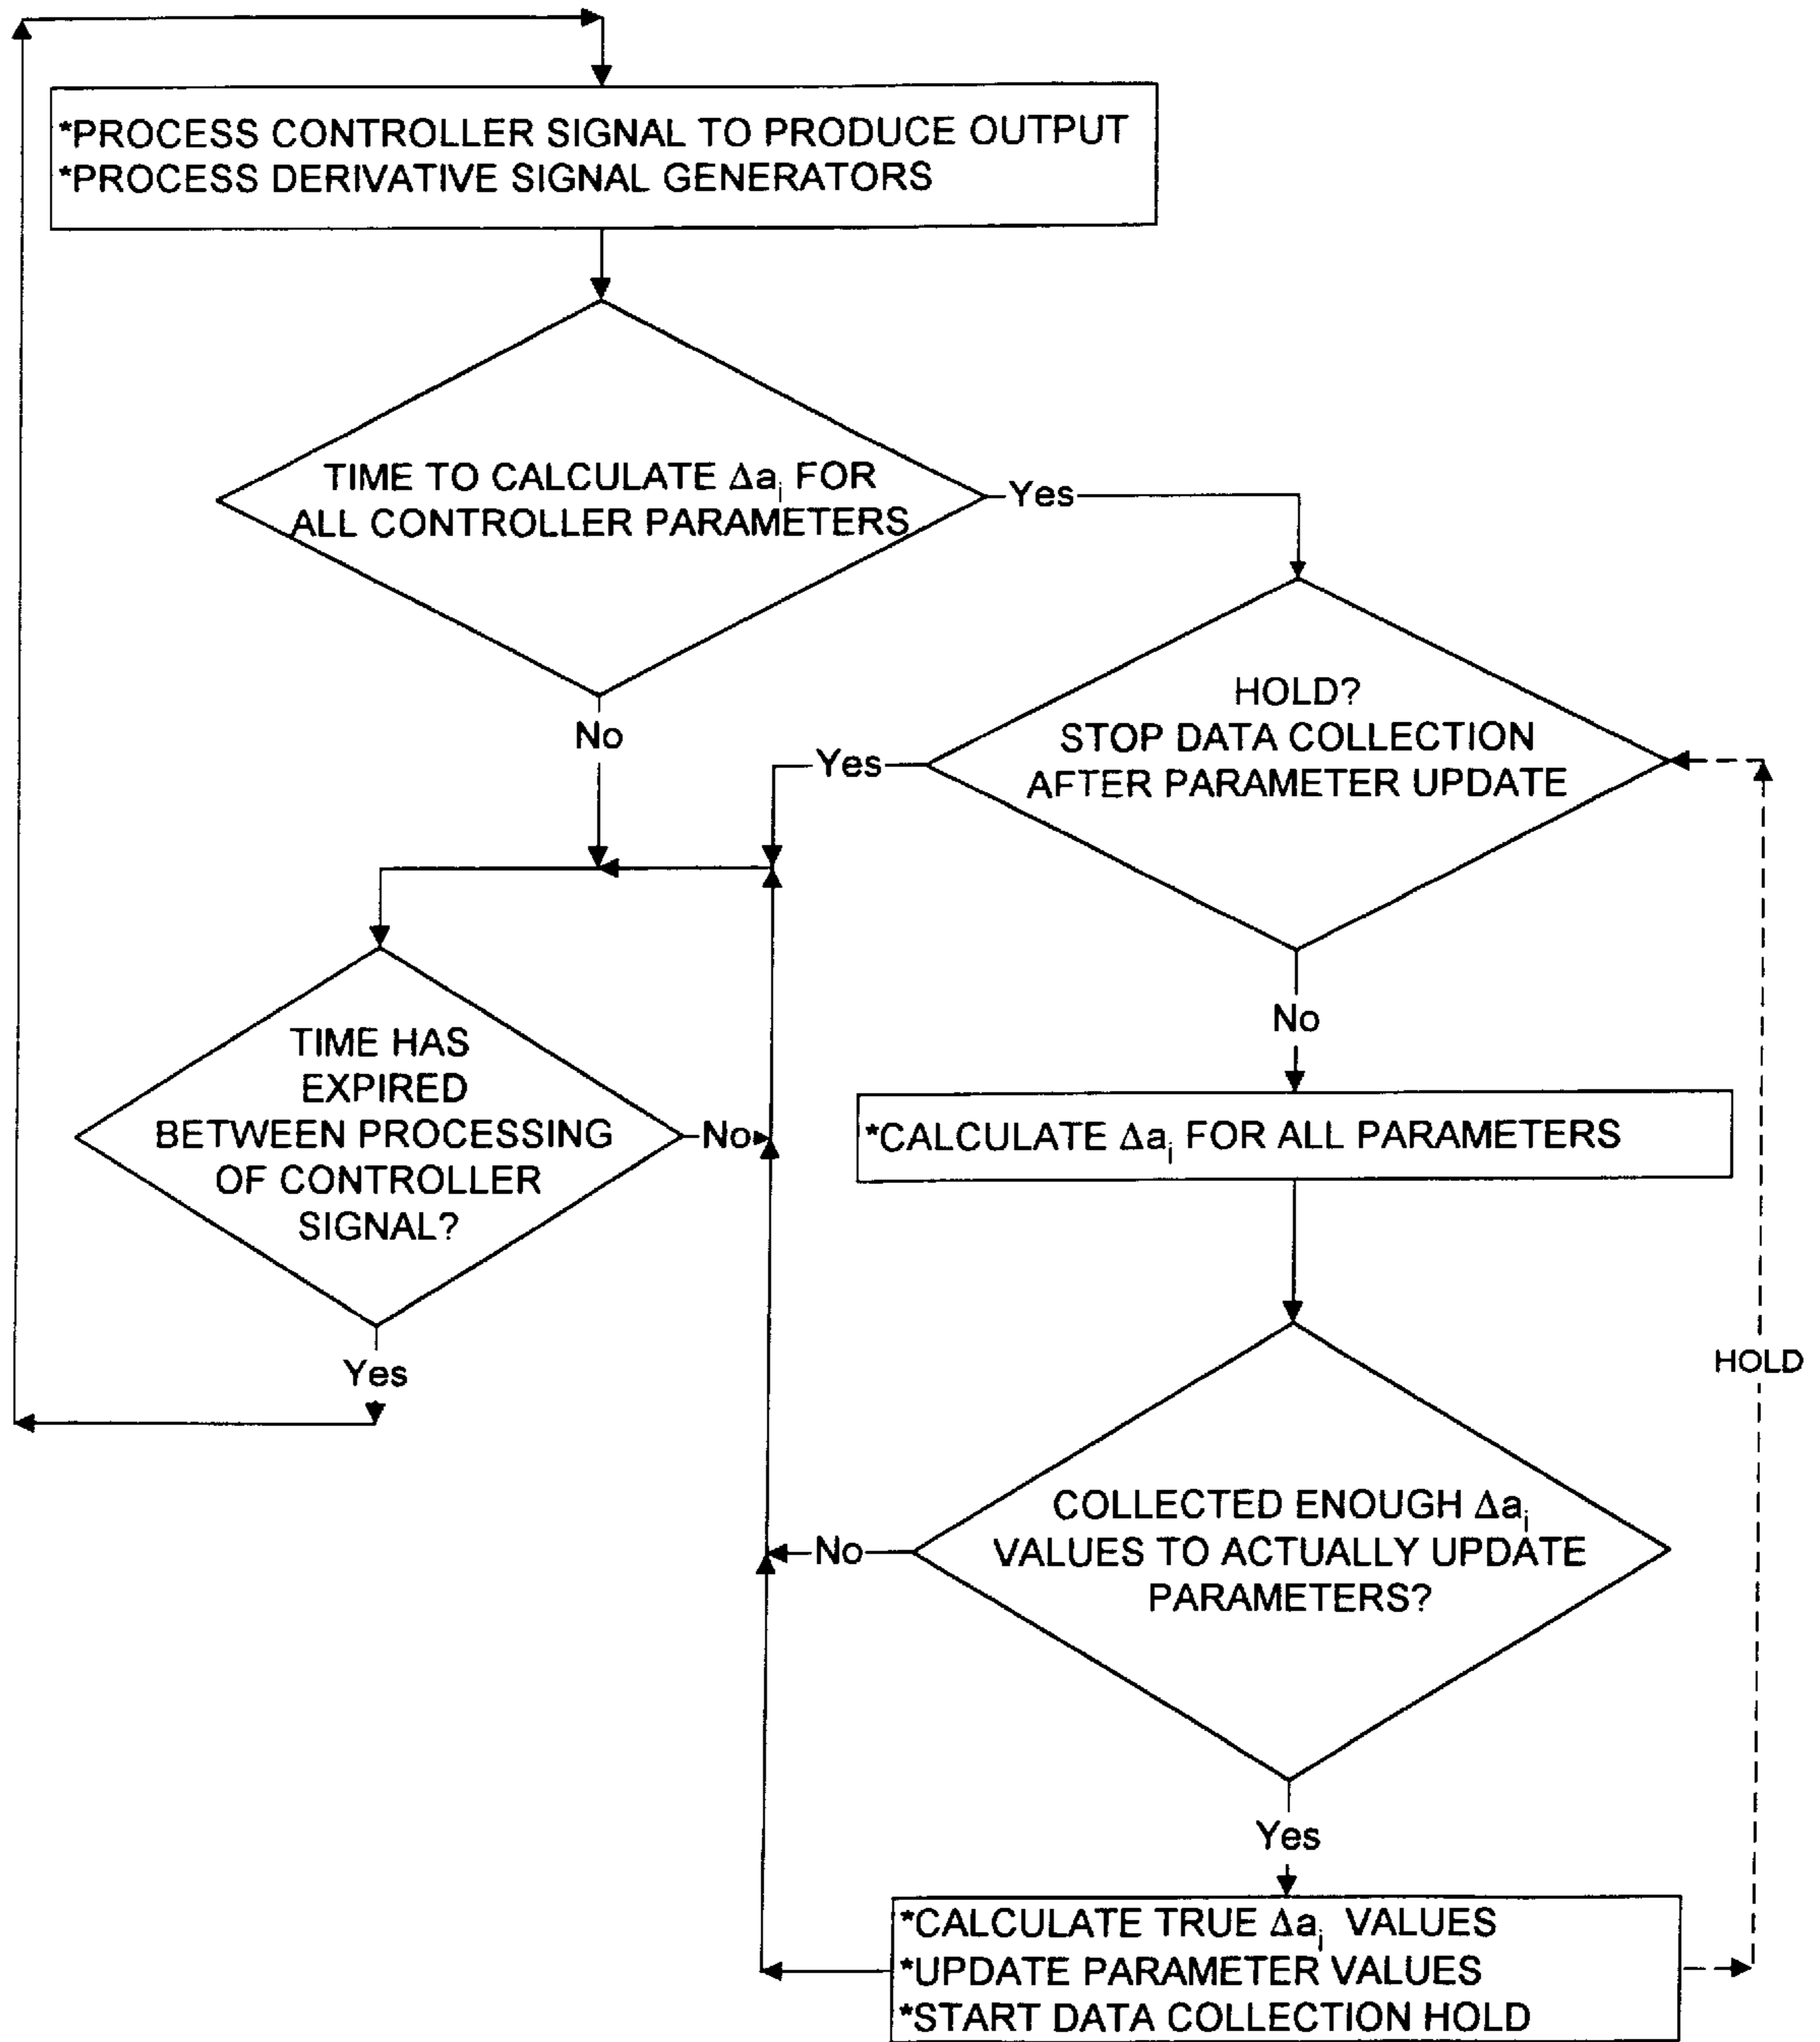 *PROCESS CONTROLLER SIGNAL TO PRODUCE OUTPUT
*PROCESS DERIVATIVE SIGNAL GENERATORS
TIME TO CALCULATE Δai FOR
ALL CONTROLLER PARAMETERS
Yes
No
HOLD?
STOP DATA COLLECTION
AFTER PARAMETER UPDATE
Yes
No
TIME HAS
EXPIRED
BETWEEN PROCESSING
OF CONTROLLER
SIGNAL?
No
Yes
*CALCULATE Δai FOR ALL PARAMETERS
HOLD
COLLECTED ENOUGH Δai
VALUES TO ACTUALLY UPDATE
PARAMETERS?
No
Yes
*CALCULATE TRUE Δai VALUES
*UPDATE PARAMETER VALUES
*START DATA COLLECTION HOLD